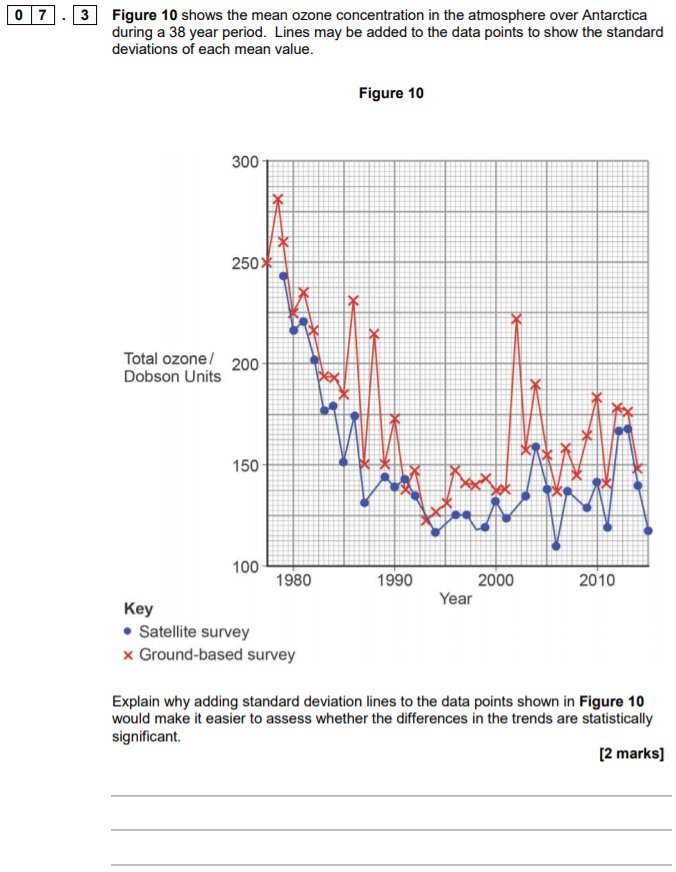 0 7 . 3 Figure 10 shows the mean ozone concentration in the atmosphere over Antarctica
during a 38 year period. Lines may be added to the data points to show the standard
deviations of each mean value.
Figure 10
300
250
Total ozone /
Dobson Units
200
150
100
1980 1990 2000 2010
Year
Key
Satellite survey
Ground-based survey
Explain why adding standard deviation lines to the data points shown in Figure 10
would make it easier to assess whether the differences in the trends are statistically
significant.
[2 marks]